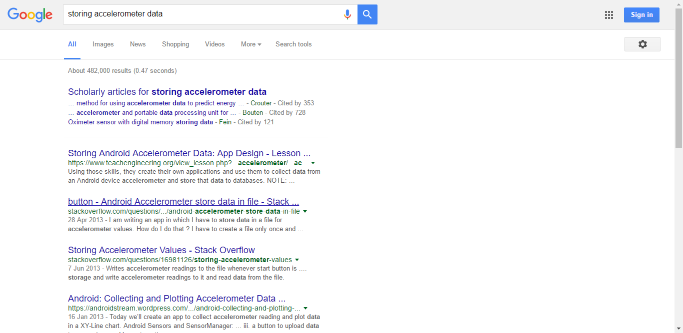 Google
storing accelerometer data
Sign in
All Images News Shopping Videos More Search tools
About 482,000 results (0.47 seconds)
Scholarly articles for storing accelerometer data
... method for using accelerometer data to predict energy ... - Crouter - Cited by 353
... accelerometer and portable data processing unit for ... - Bouten - Cited by 728
Oximeter sensor with digital memory storing data - Fein - Cited by 121
Storing Android Accelerometer Data: App Design - Lesson ...
https://www.teachengineering.org/view_lesson.php?...accelerometer/...ac...
Using those skills, they create their own applications and use them to collect data from
an Android device accelerometer and store that data to databases. NOTE: ...
button - Android Accelerometer store data in file - Stack ...
stackoverflow.com/questions/.../android-accelerometer-store-data-in-file
28 Apr 2013 - I am writing an app in which I have to store data in a file for
accelerometer values. How do I do that ? I have to create a file only once and ...
Storing Accelerometer Values - Stack Overflow
stackoverflow.com/questions/16981126/storing-accelerometer-values
7 Jun 2013 - Writes accelerometer readings to the file whenever start button is ...
storage and write accelerometer readings to it and read data from the file.
Android: Collecting and Plotting Accelerometer Data ...
https://androidstream.wordpress.com/.../android-collecting-and-plotting-...
16 Jan 2013 - Today we'll create an app to collect accelerometer reading and plot data
in a XY-Line chart. Android Sensors and SensorManager: ... iii. a button to upload data